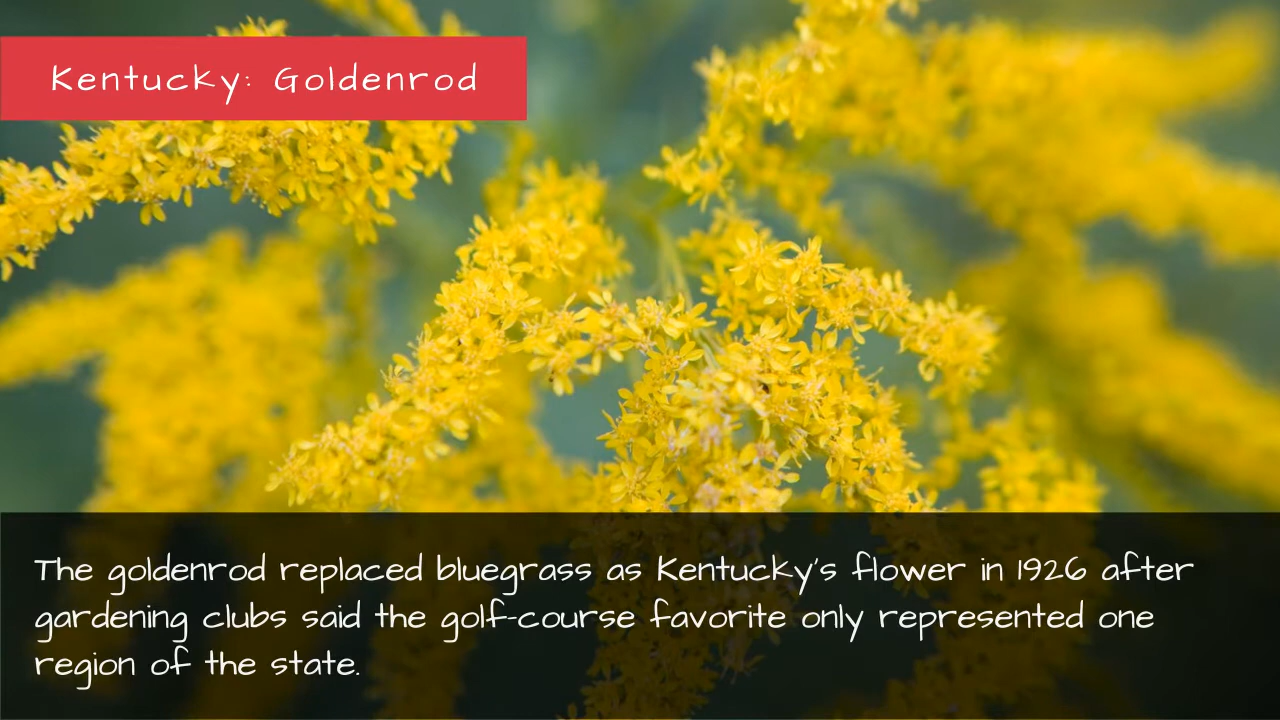 Kentucky: Goldenrod
The goldenrod replaced bluegrass as Kentucky's flower in 1926 after
gardening clubs said the golf-course favorite only represented one
region of the state.